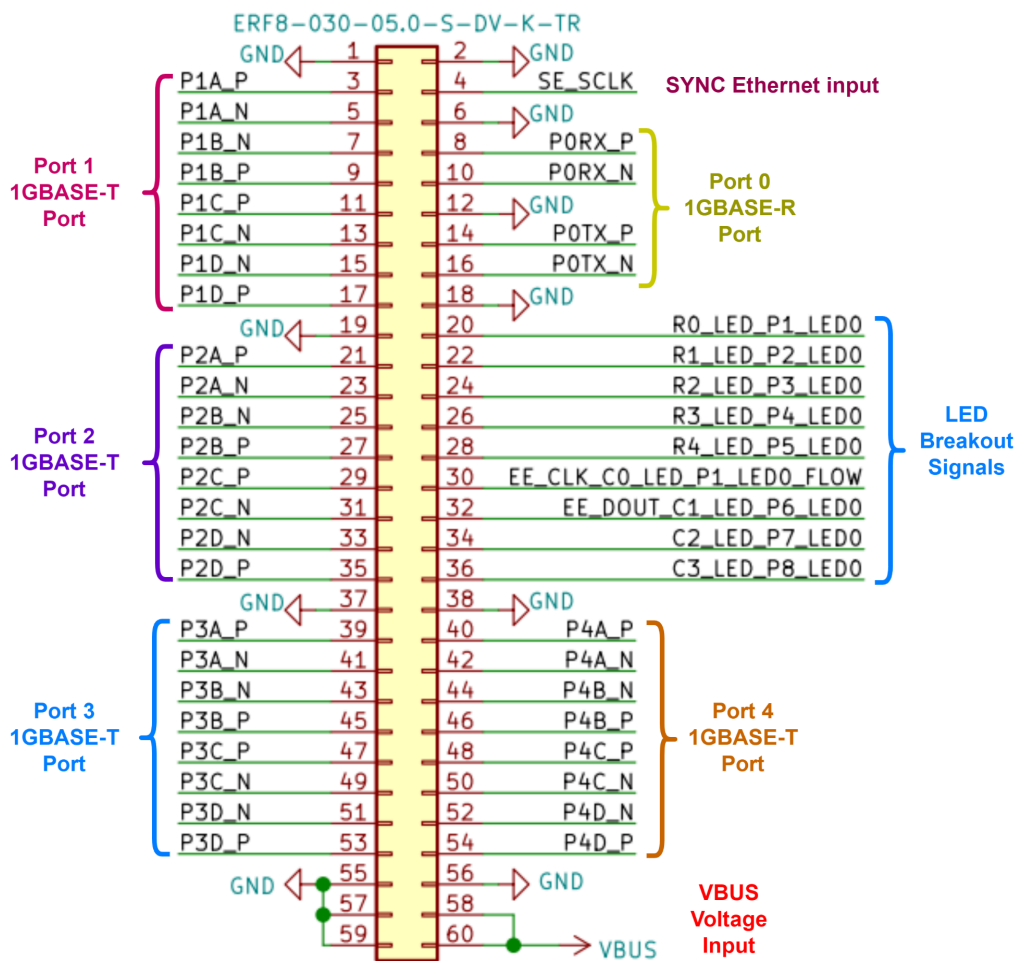 ERF8-030-05.0-S-DV-K-TR
GND 1 2 GND
P1A_P 3 4 SE_SCLK SYNC Ethernet input
P1A_N 5 6 GND
P1B_N 7 8 P0RX_P
P1B_P 9 10 P0RX_N
P1C_P 11 12 GND
P1C_N 13 14 P0TX_P
P1D_N 15 16 P0TX_N
P1D_P 17 18 GND
Port 1
1GBASE-T
Port
Port 0
1GBASE-R
Port
GND 19 20 R0_LED_P1_LED0
P2A_P 21 22 R1_LED_P2_LED0
P2A_N 23 24 R2_LED_P3_LED0
P2B_N 25 26 R3_LED_P4_LED0
P2B_P 27 28 R4_LED_P5_LED0
P2C_P 29 30 EE_CLK_C0_LED_P1_LED0_FLOW
P2C_N 31 32 EE_DOUT_C1_LED_P6_LED0
P2D_N 33 34 C2_LED_P7_LED0
P2D_P 35 36 C3_LED_P8_LED0
Port 2
1GBASE-T
Port
LED
Breakout
Signals
GND 37 38 GND
P3A_P 39 40 P4A_P
P3A_N 41 42 P4A_N
P3B_N 43 44 P4B_N
P3B_P 45 46 P4B_P
P3C_P 47 48 P4C_P
P3C_N 49 50 P4C_N
P3D_N 51 52 P4D_N
P3D_P 53 54 P4D_P
Port 3
1GBASE-T
Port
Port 4
1GBASE-T
Port
GND 55 56 GND
57 58
59 60 VBUS
VBUS
Voltage
Input